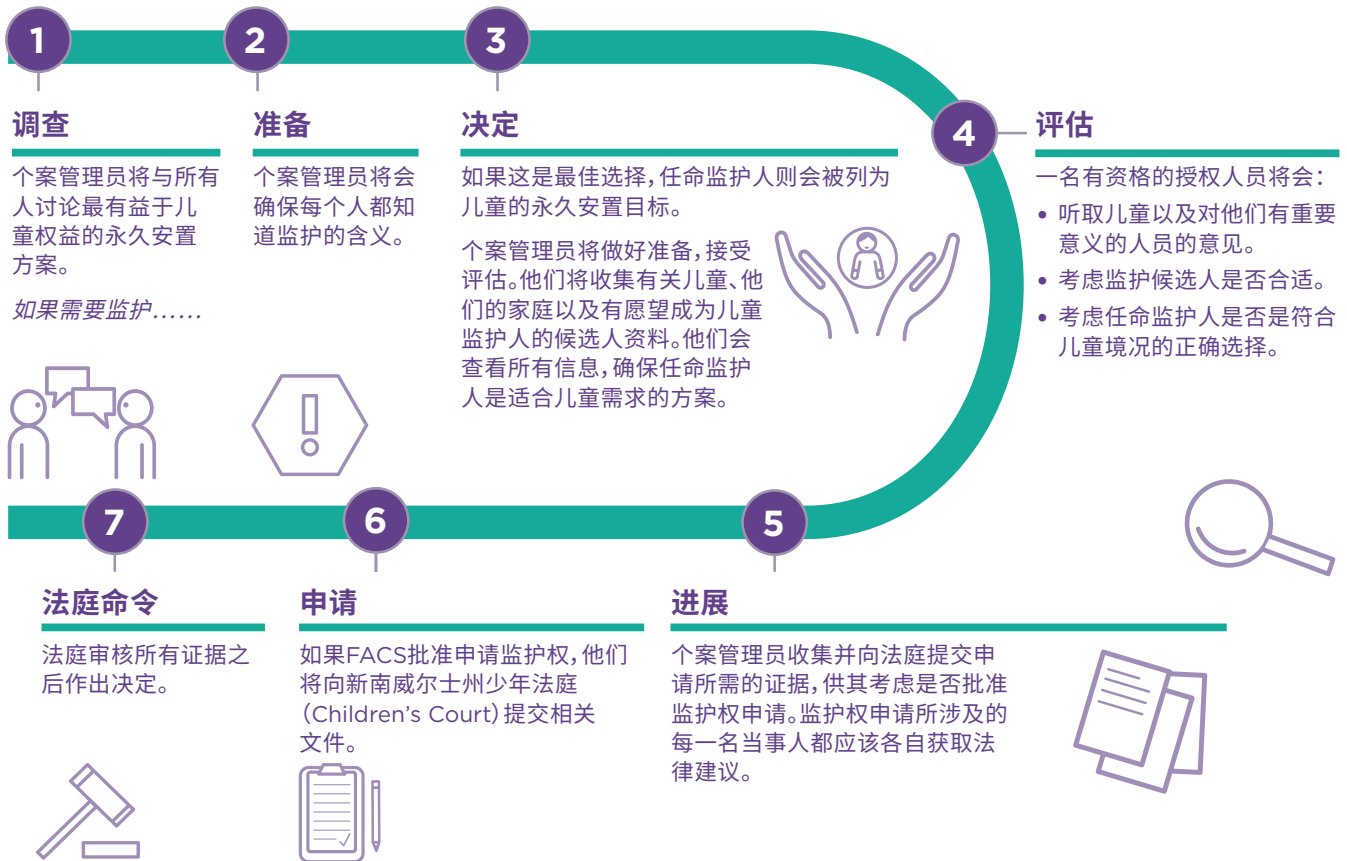 1
调查
个案管理员将与所有
人讨论最有益于儿
童权益的永久安置
方案。
如果需要监护……
2
准备
个案管理员将会
确保每个人都知
道监护的含义。
3
决定
如果这是最佳选择，任命监护人则会被列为
儿童的永久安置目标。
个案管理员将做好准备，接受
评估。他们将收集有关儿童、他
们的家庭以及有愿望成为儿童
监护人的候选人资料。他们会
查看所有信息，确保任命监护
人是适合儿童需求的方案。
4
评估
一名有资格的授权人员将会：
• 听取儿童以及对他们有重要
意义的人员的意见。
• 考虑监护候选人是否合适。
• 考虑任命监护人是否是符合
儿童境况的正确选择。
5
进展
个案管理员收集并向法庭提交申
请所需的证据，供其考虑是否批准
监护权申请。监护权申请所涉及的
每一名当事人都应该各自获取法
律建议。
6
申请
如果FACS批准申请监护权，他们
将向新南威尔士州少年法庭
（Children's Court）提交相关
文件。
7
法庭命令
法庭审核所有证据之
后作出决定。